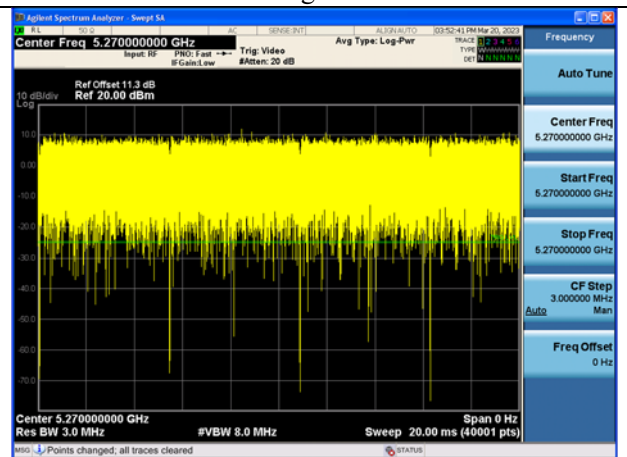 Agilent Spectrum Analyzer - Swept SA
RL 50 Ω AC SENSE:INT ALIGN AUTO 03:52:41 PM Mar 20, 2023
Center Freq 5.270000000 GHz
Input: RF PNO: Fast Trig: Video Avg Type: Log-Pwr TRACE 1 2 3 4 5 6
IFGain:Low #Atten: 20 dB TYPE
DET N N N N N N
Frequency
Auto Tune
Ref Offset 11.3 dB
10 dB/div Ref 20.00 dBm
Log
10.0
0.00
-10.0
-20.0
-30.0
-40.0
-50.0
-60.0
-70.0
Center Freq
5.270000000 GHz
Start Freq
5.270000000 GHz
Stop Freq
5.270000000 GHz
CF Step
3.000000 MHz
Auto Man
Freq Offset
0 Hz
Center 5.270000000 GHz Span 0 Hz
Res BW 3.0 MHz #VBW 8.0 MHz Sweep 20.00 ms (40001 pts)
MSG Points changed; all traces cleared STATUS